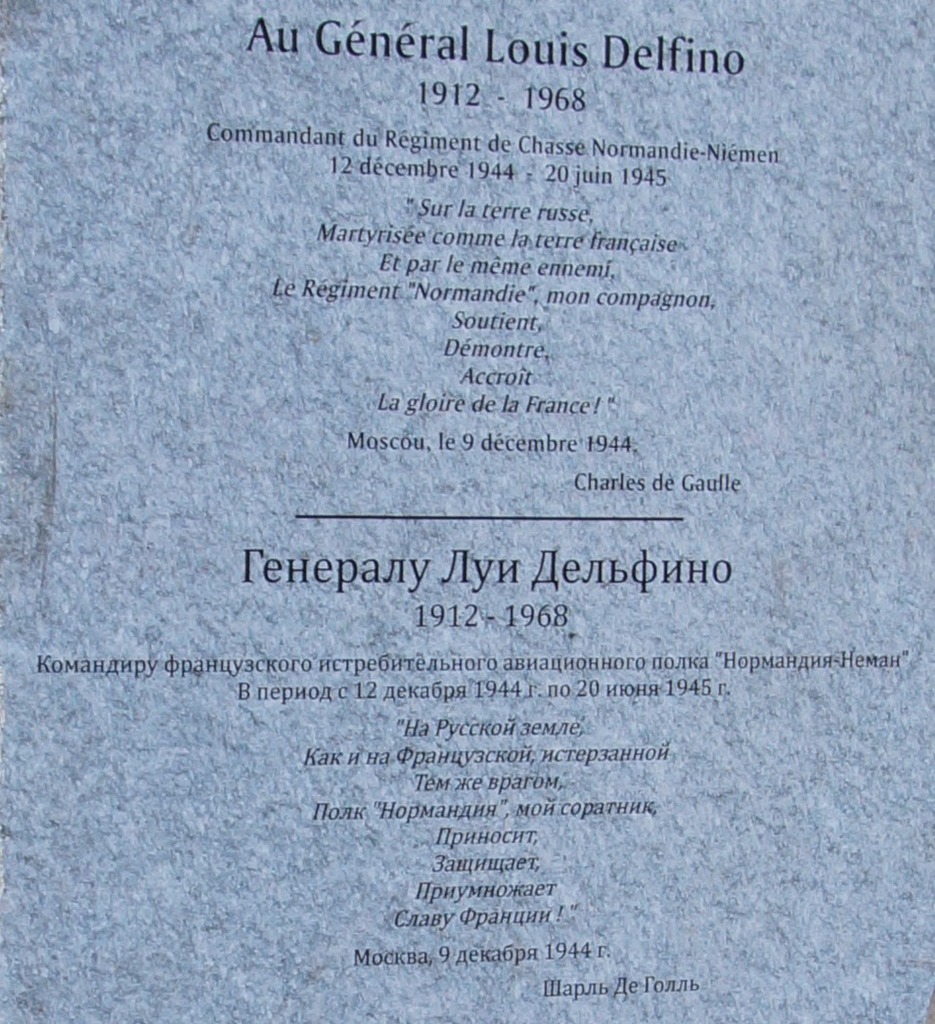 Au Général Louis Delfino
1912 - 1968
Commandant du Régiment de Chasse Normandie-Niémen
12 décembre 1944 - 20 juin 1945
" Sur la terre russe,
Martyrisée comme la terre française
Et par le même ennemi,
Le Régiment "Normandie", mon compagnon,
Soutient,
Démontre,
Accroît
La gloire de la France ! "
Moscou, le 9 décembre 1944.
Charles de Gaulle
Генералу Луи Дельфино
1912 - 1968
Командиру французского истребительного авиационного полка "Нормандия-Неман"
В период с 12 декабря 1944 г. по 20 июня 1945 г.
"На Русской земле,
Как и на Французской, истерзанной
Тем же врагом,
Полк "Нормандия", мой соратник,
Приносит,
Защищает,
Приумножает
Славу Франции ! "
Москва, 9 декабря 1944 г.
Шарль Де Голль